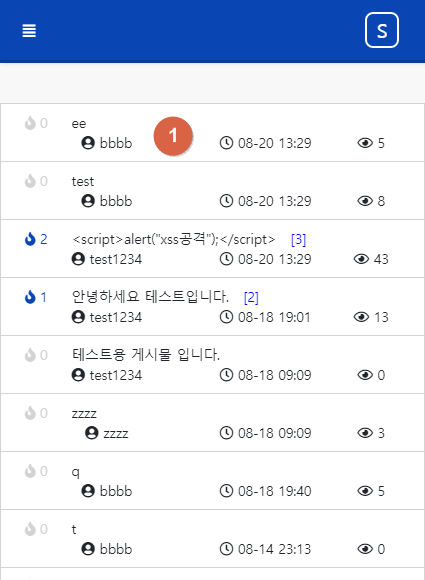 S
0 ee
bbbb 1 08-20 13:29 5
0 test
bbbb 08-20 13:29 8
2 <script>alert("xss공격");</script> [3]
test1234 08-20 13:29 43
1 안녕하세요 테스트입니다. [2]
test1234 08-18 19:01 13
0 테스트용 게시물 입니다.
test1234 08-18 09:09 0
0 zzzz
zzzz 08-18 09:09 3
0 q
bbbb 08-18 19:40 5
0 t
bbbb 08-14 23:13 0